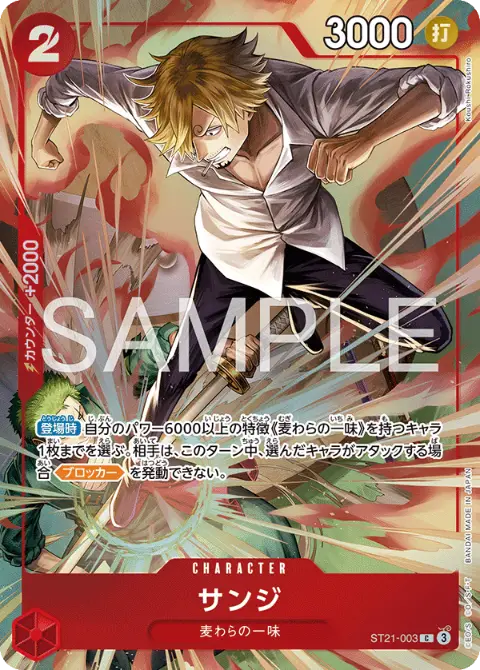 2
3000 打
Koushi Rokushiro
カウンター+2000
SAMPLE
登場時 自分のパワー6000以上の特徴《麦わらの一味》を持つキャラ
1枚までを選ぶ。相手は、このターン中、選んだキャラがアタックする場
合 ブロッカー を発動できない。
BANDAI MADE IN JAPAN
CHARACTER
サンジ
麦わらの一味
ST21-003 C 3